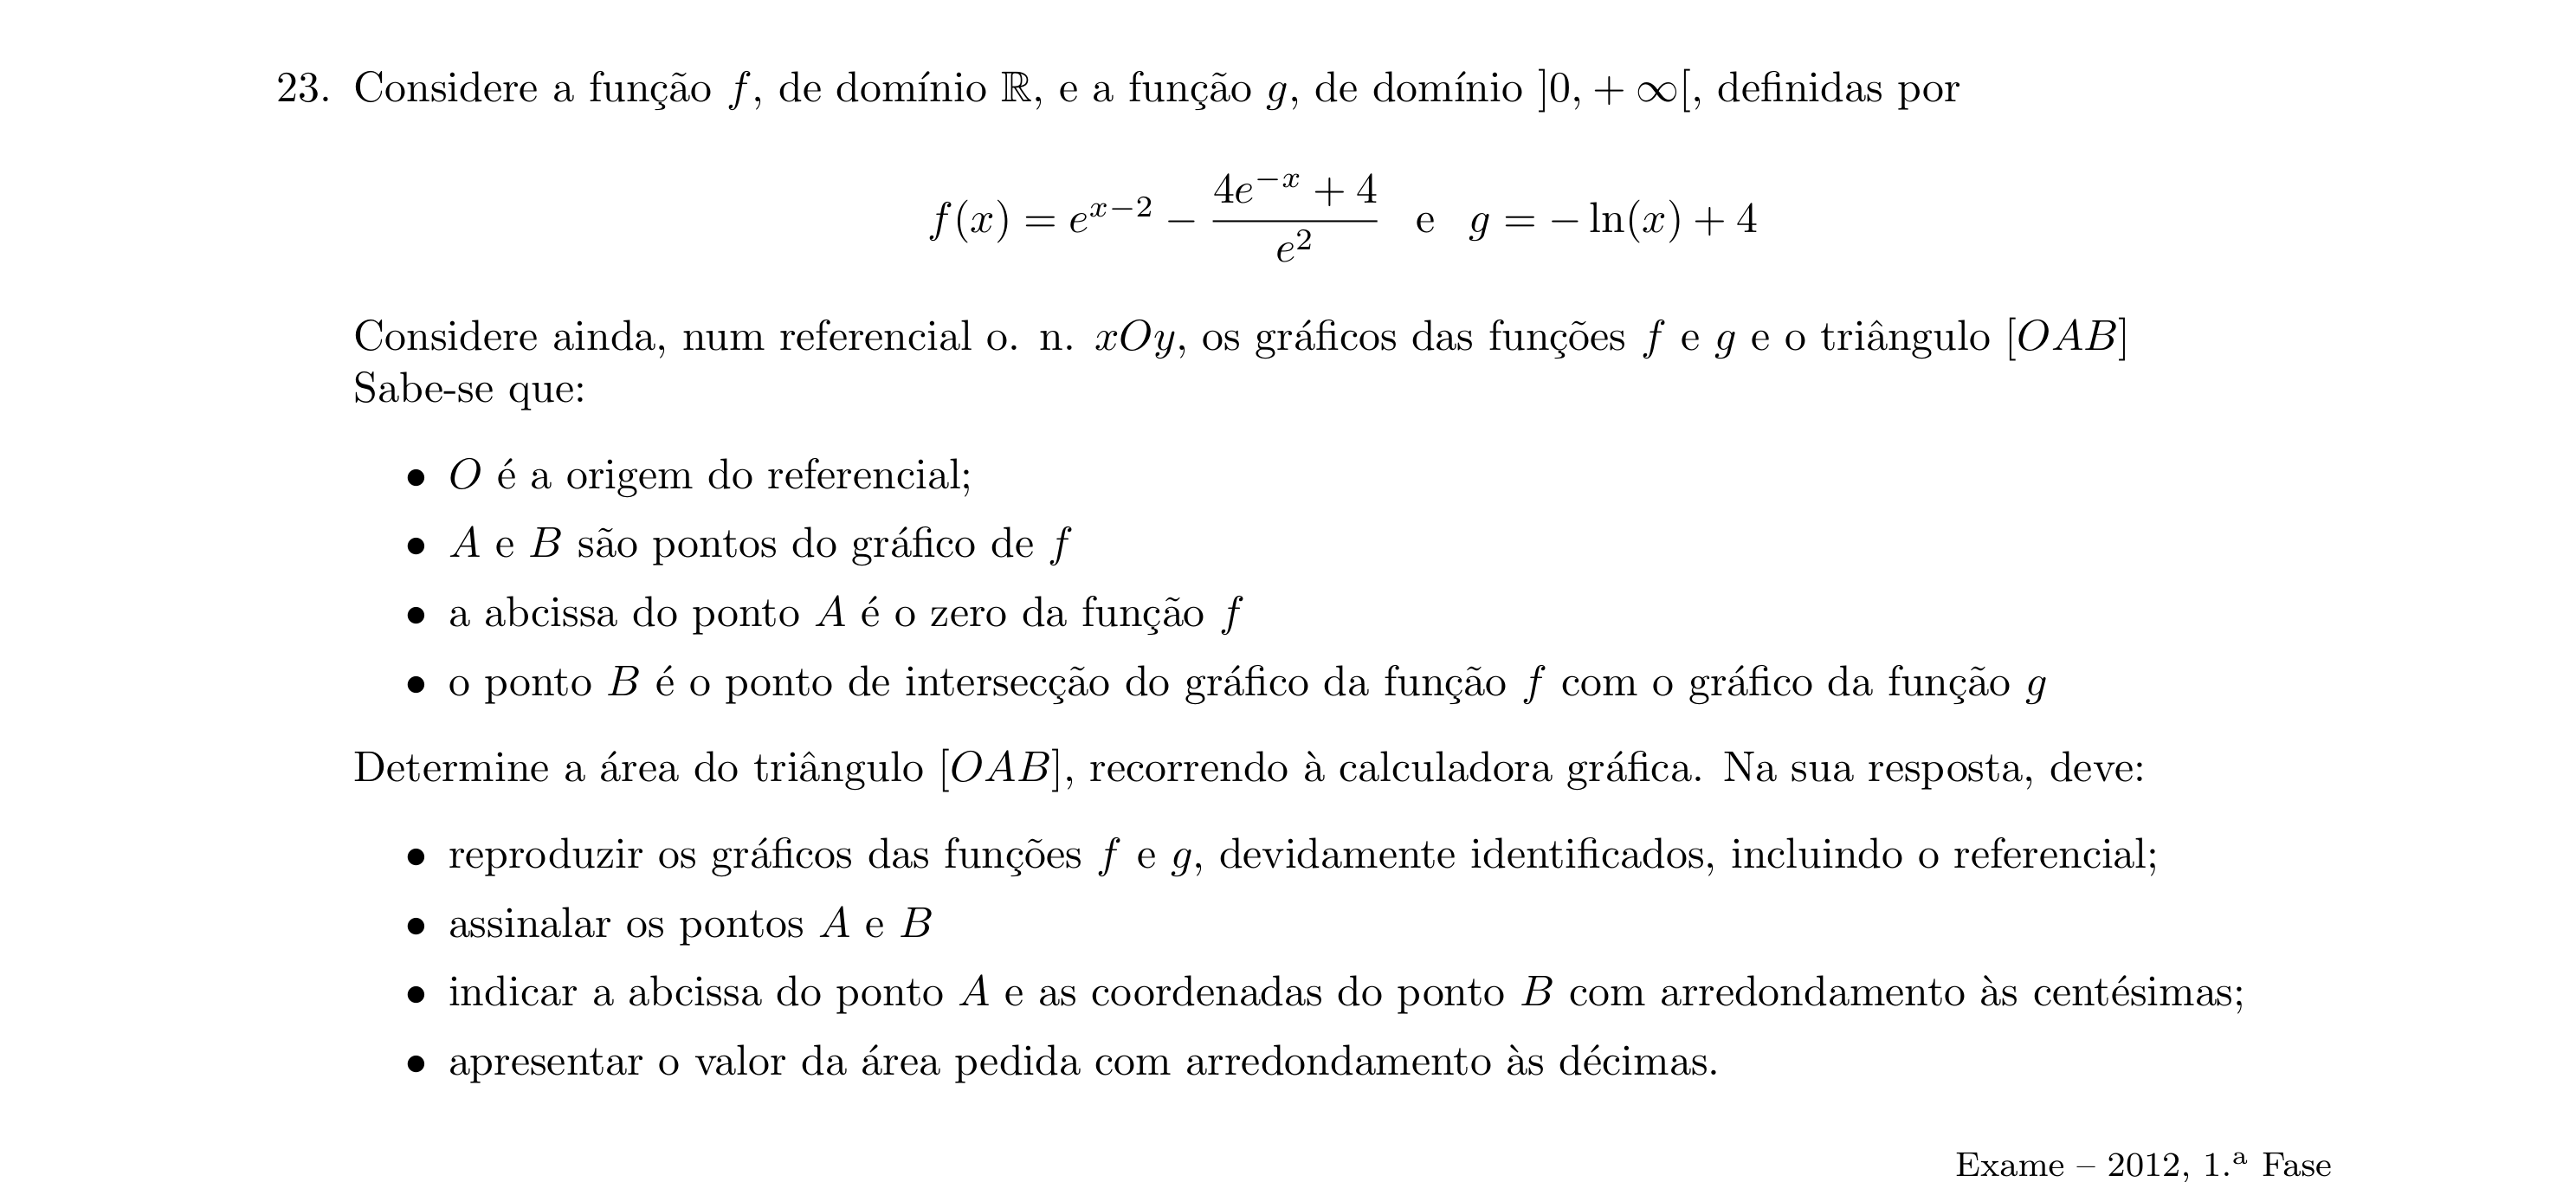 23. Considere a função f, de domínio ℝ, e a função g, de domínio ]0, + ∞[, definidas por
f(x) = e^{x−2} − \frac{4e^{−x} + 4}{e^2} e g = − ln(x) + 4
Considere ainda, num referencial o. n. xOy, os gráficos das funções f e g e o triângulo [OAB]
Sabe-se que:
• O é a origem do referencial;
• A e B são pontos do gráfico de f
• a abcissa do ponto A é o zero da função f
• o ponto B é o ponto de intersecção do gráfico da função f com o gráfico da função g
Determine a área do triângulo [OAB], recorrendo à calculadora gráfica. Na sua resposta, deve:
• reproduzir os gráficos das funções f e g, devidamente identificados, incluindo o referencial;
• assinalar os pontos A e B
• indicar a abcissa do ponto A e as coordenadas do ponto B com arredondamento às centésimas;
• apresentar o valor da área pedida com arredondamento às décimas.
Exame – 2012, 1.ª Fase